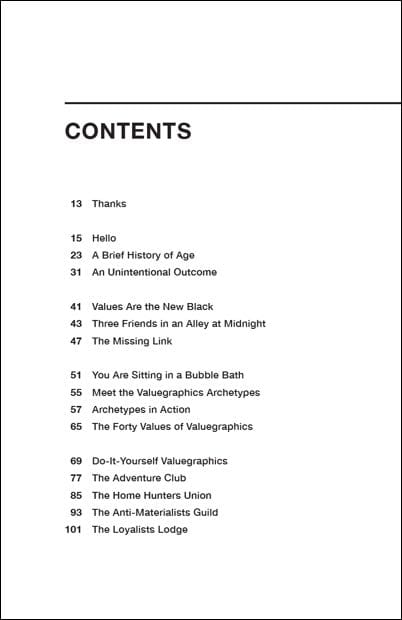 CONTENTS
13 Thanks
15 Hello
23 A Brief History of Age
31 An Unintentional Outcome
41 Values Are the New Black
43 Three Friends in an Alley at Midnight
47 The Missing Link
51 You Are Sitting in a Bubble Bath
55 Meet the Valuegraphics Archetypes
57 Archetypes in Action
65 The Forty Values of Valuegraphics
69 Do-It-Yourself Valuegraphics
77 The Adventure Club
85 The Home Hunters Union
93 The Anti-Materialists Guild
101 The Loyalists Lodge